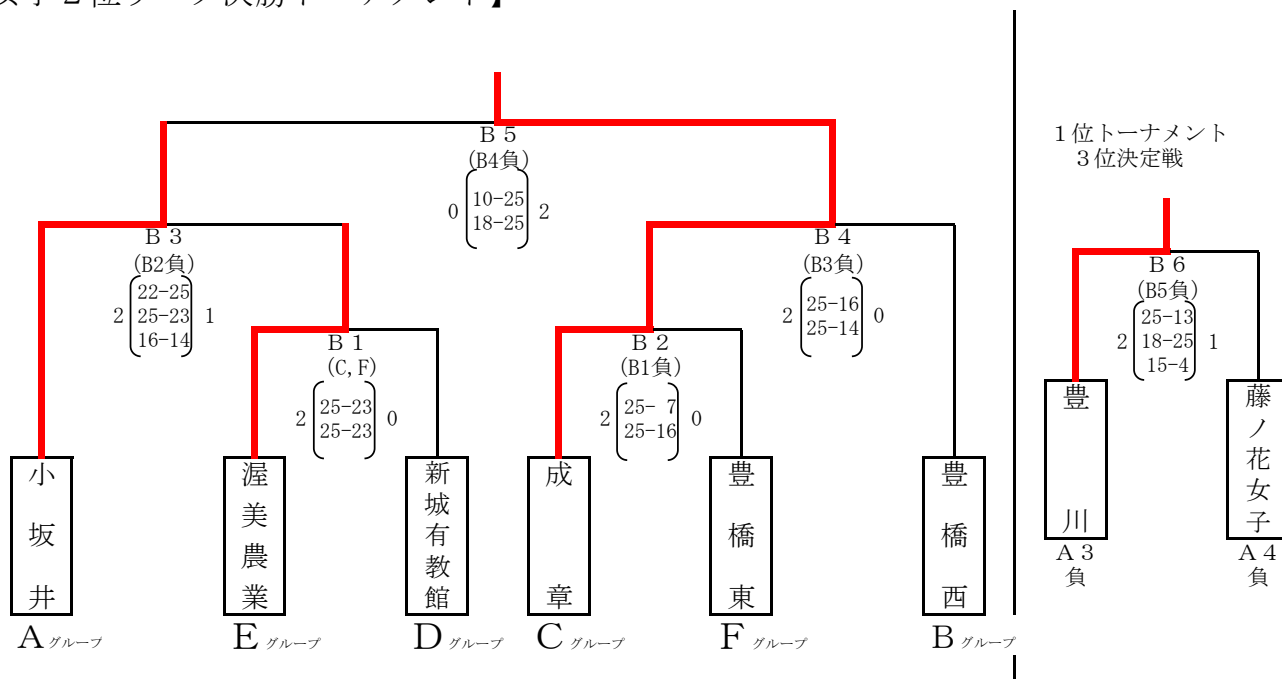 Ｂ５
(B4負)
0
10-25
18-25
2
１位トーナメント
３位決定戦
Ｂ３
(B2負)
2
22-25
25-23
16-14
1
Ｂ４
(B3負)
2
25-16
25-14
0
Ｂ６
(B5負)
2
25-13
18-25
15-4
1
Ｂ１
(C,F)
2
25-23
25-23
0
Ｂ２
(B1負)
2
25- 7
25-16
0
小坂井
渥美農業
新城有教館
成章
豊橋東
豊橋西
豊川
藤ノ花女子
Ａ３
負
Ａ４
負
Aグループ
Eグループ
Dグループ
Cグループ
Fグループ
Bグループ